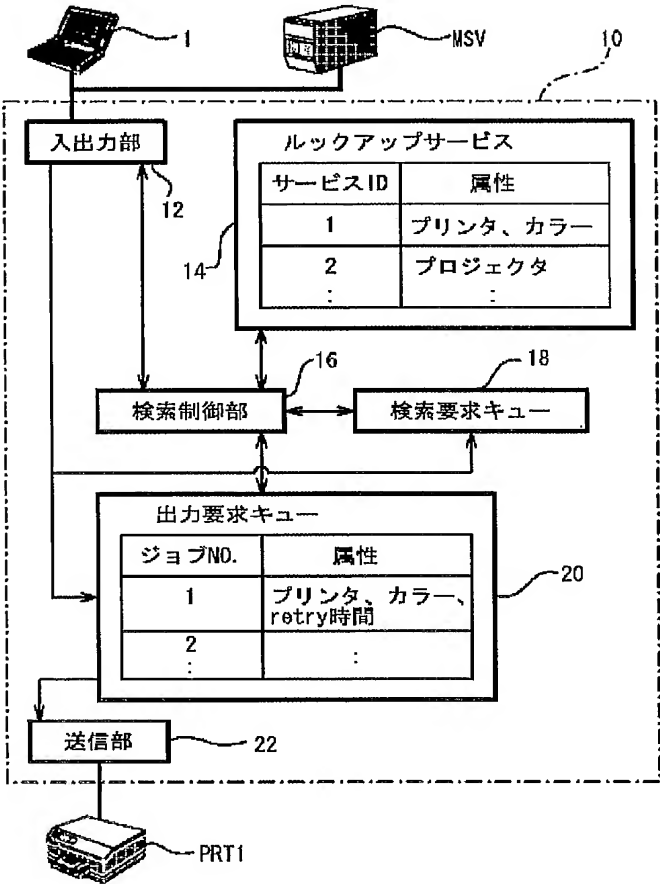 1
MSV
10
入出力部
12
ルックアップサービス
サービスID 属性
1 プリンタ、カラー
2 プロジェクタ
: :
14
16
18
検索制御部
検索要求キュー
出力要求キュー
ジョブNO. 属性
1 プリンタ、カラー、
retry時間
2 :
:
20
送信部
22
PRT1